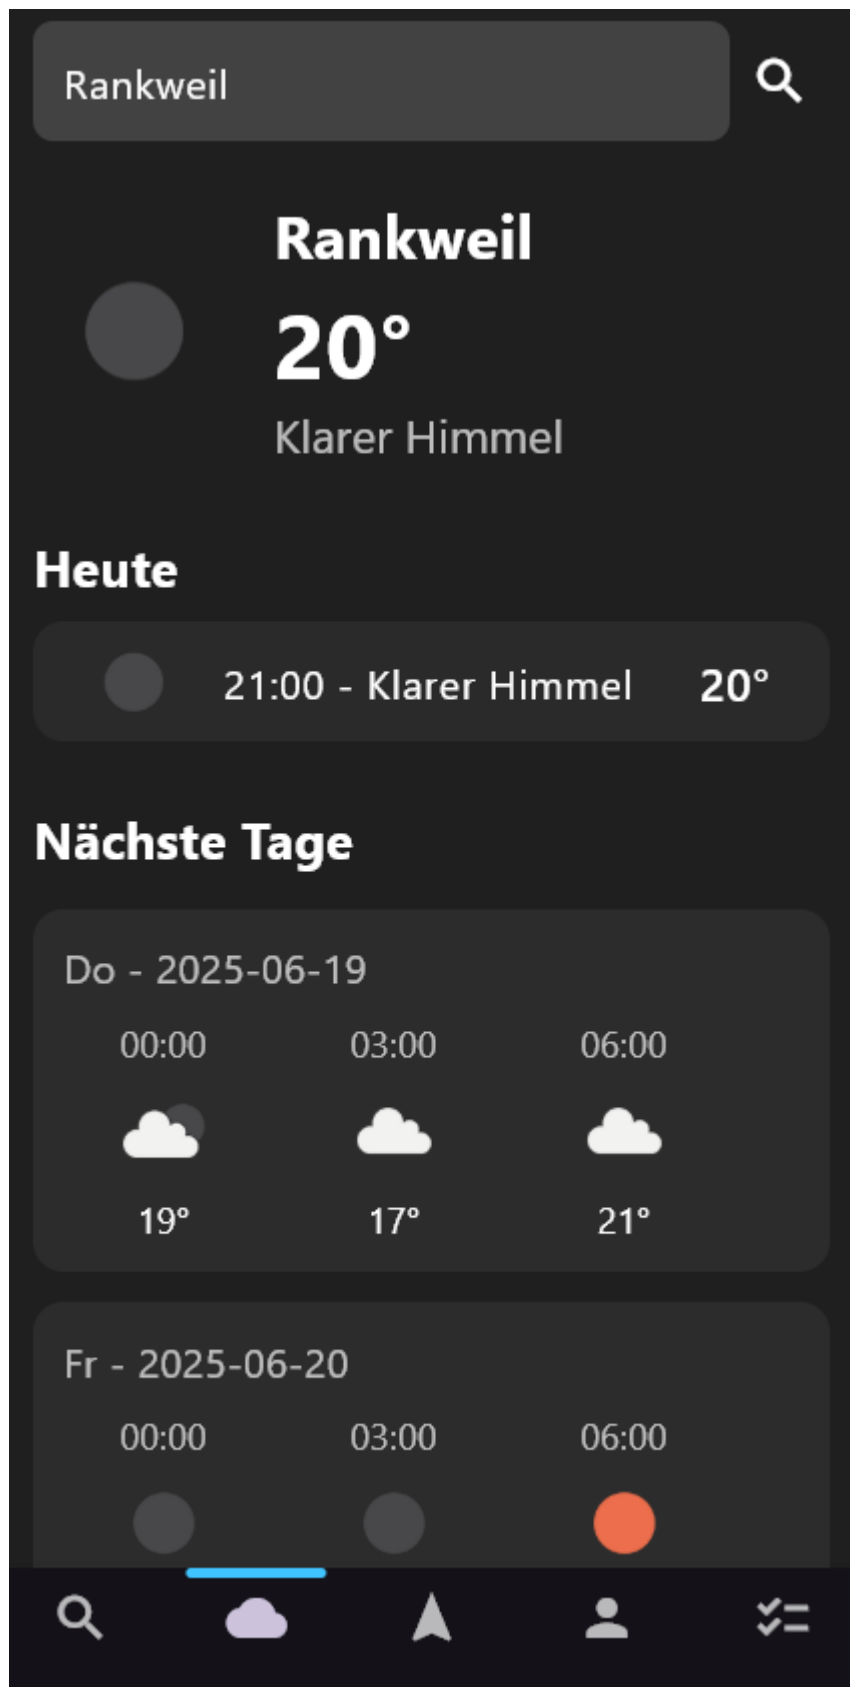 Rankweil
Rankweil
20°
Klarer Himmel
Heute
21:00 - Klarer Himmel 20°
Nächste Tage
Do - 2025-06-19
00:00 03:00 06:00
19° 17° 21°
Fr - 2025-06-20
00:00 03:00 06:00